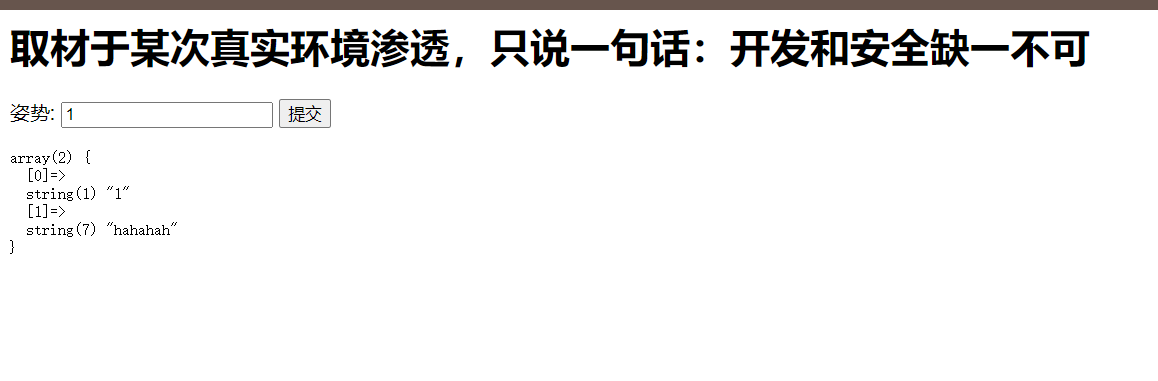 取材于某次真实环境渗透，只说一句话：开发和安全缺一不可
姿势: 1 提交
array(2) {
  [0]=>
  string(1) "1"
  [1]=>
  string(7) "hahahah"
}